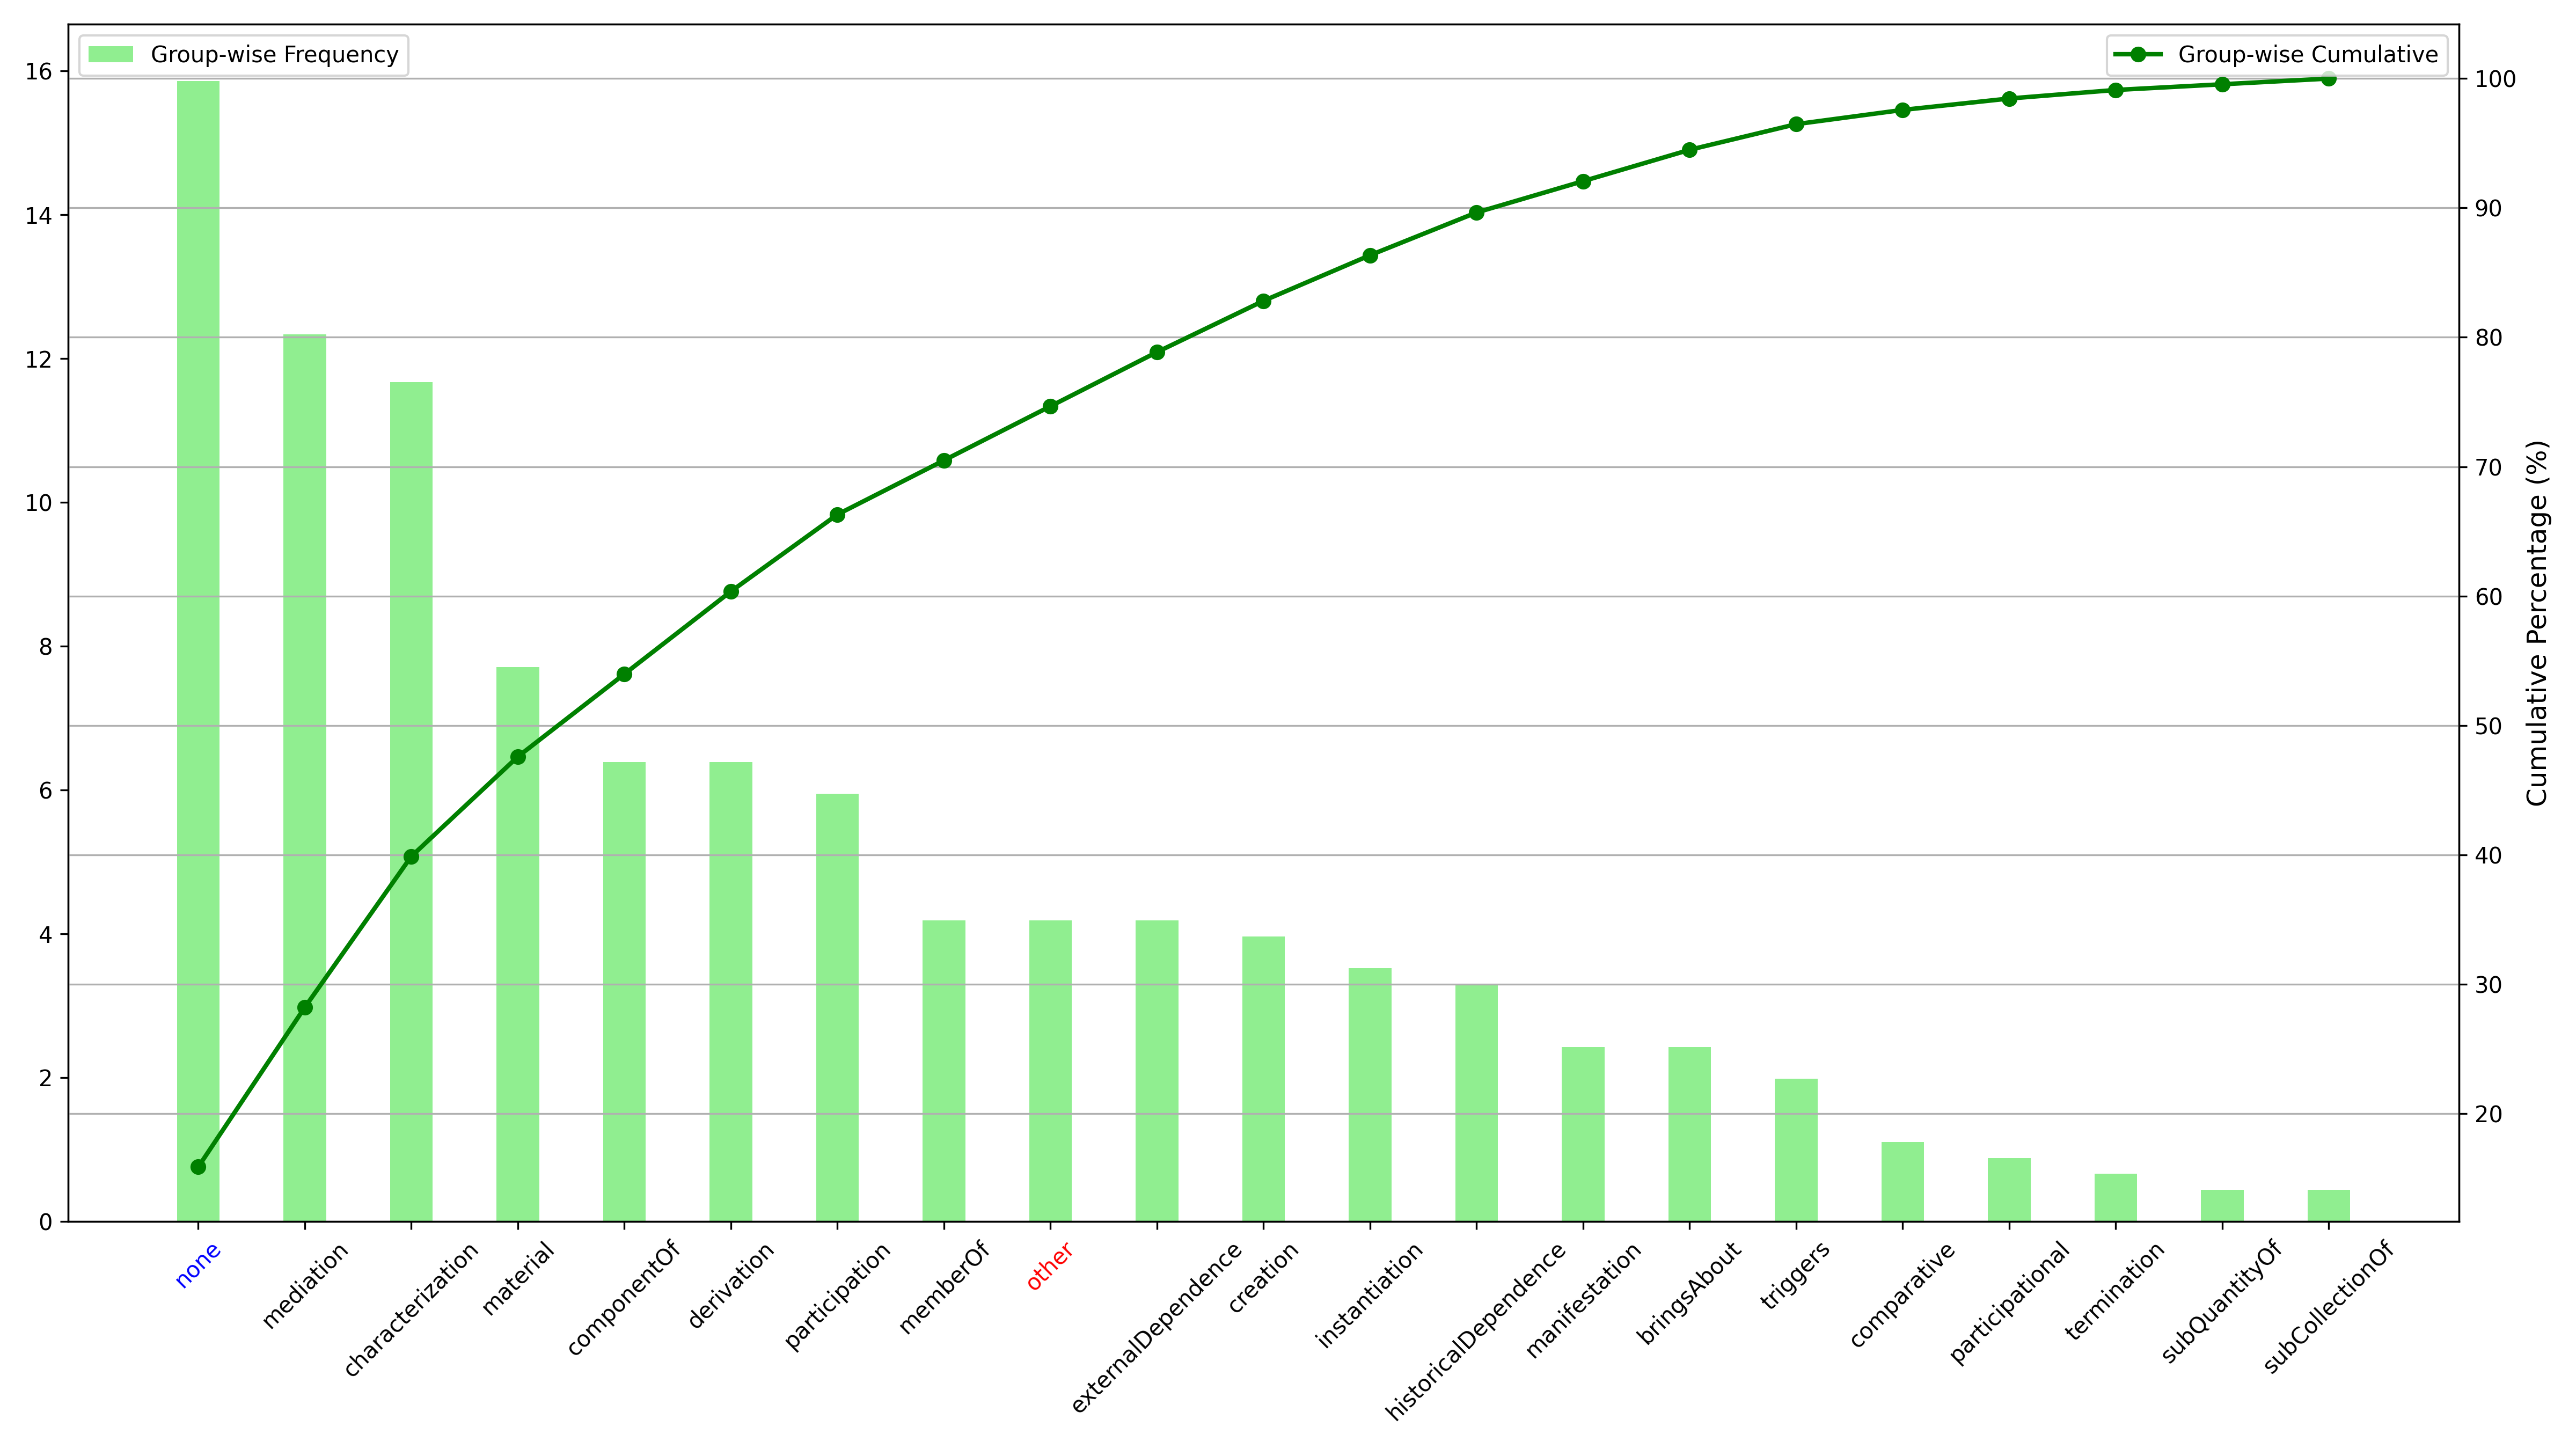 Group-wise Frequency
Group-wise Cumulative
16
14
12
10
8
6
4
2
0
100
90
80
70
60
50
40
30
20
Cumulative Percentage (%)
none
mediation
characterization
material
componentOf
derivation
participation
memberOf
other
externalDependence
creation
instantiation
historicalDependence
manifestation
bringsAbout
triggers
comparative
participational
termination
subQuantityOf
subCollectionOf